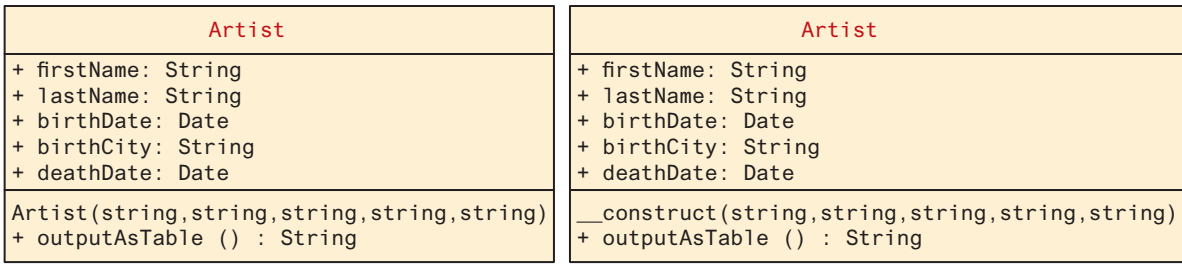 Artist
+ firstName: String
+ lastName: String
+ birthDate: Date
+ birthCity: String
+ deathDate: Date
Artist(string,string,string,string,string)
+ outputAsTable () : String
Artist
+ firstName: String
+ lastName: String
+ birthDate: Date
+ birthCity: String
+ deathDate: Date
__construct(string,string,string,string,string)
+ outputAsTable () : String